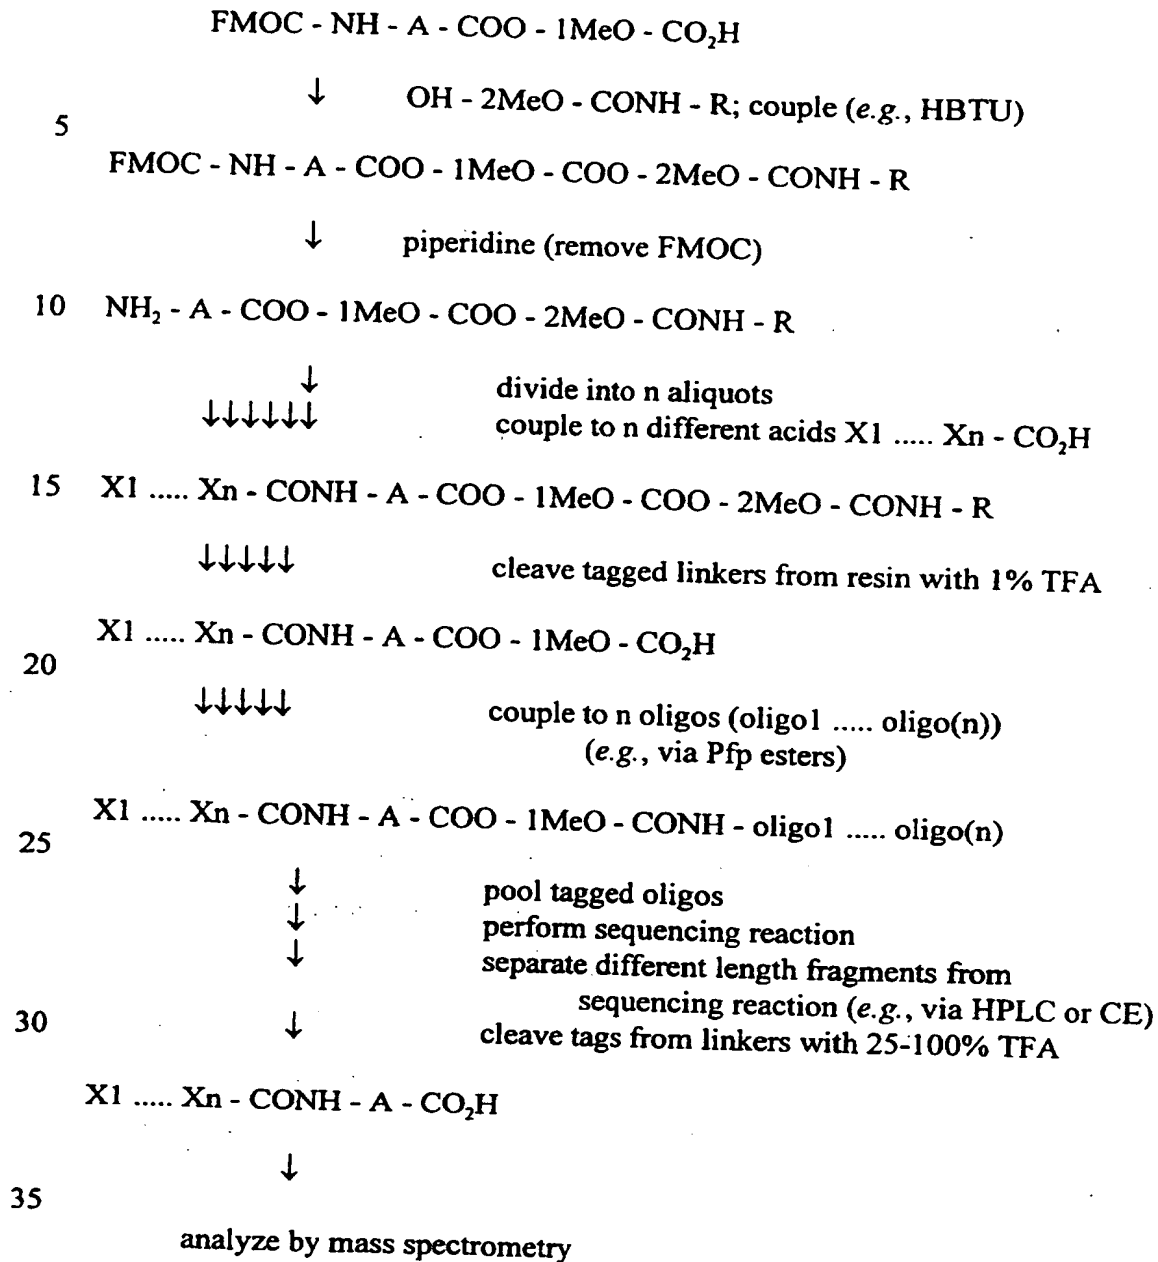 FMOC - NH - A - COO - 1MeO - CO₂H
↓ OH - 2MeO - CONH - R; couple (e.g., HBTU)
5
FMOC - NH - A - COO - 1MeO - COO - 2MeO - CONH - R
↓ piperidine (remove FMOC)
10 NH₂ - A - COO - 1MeO - COO - 2MeO - CONH - R
↓ divide into n aliquots
↓↓↓↓↓↓ couple to n different acids X1 ..... Xn - CO₂H
15 X1 ..... Xn - CONH - A - COO - 1MeO - COO - 2MeO - CONH - R
↓↓↓↓↓ cleave tagged linkers from resin with 1% TFA
X1 ..... Xn - CONH - A - COO - 1MeO - CO₂H
20
↓↓↓↓↓ couple to n oligos (oligo1 ..... oligo(n))
(e.g., via Pfp esters)
X1 ..... Xn - CONH - A - COO - 1MeO - CONH - oligo1 ..... oligo(n)
25
↓ pool tagged oligos
↓ perform sequencing reaction
↓ separate different length fragments from
sequencing reaction (e.g., via HPLC or CE)
30 ↓ cleave tags from linkers with 25-100% TFA
X1 ..... Xn - CONH - A - CO₂H
↓
35
analyze by mass spectrometry